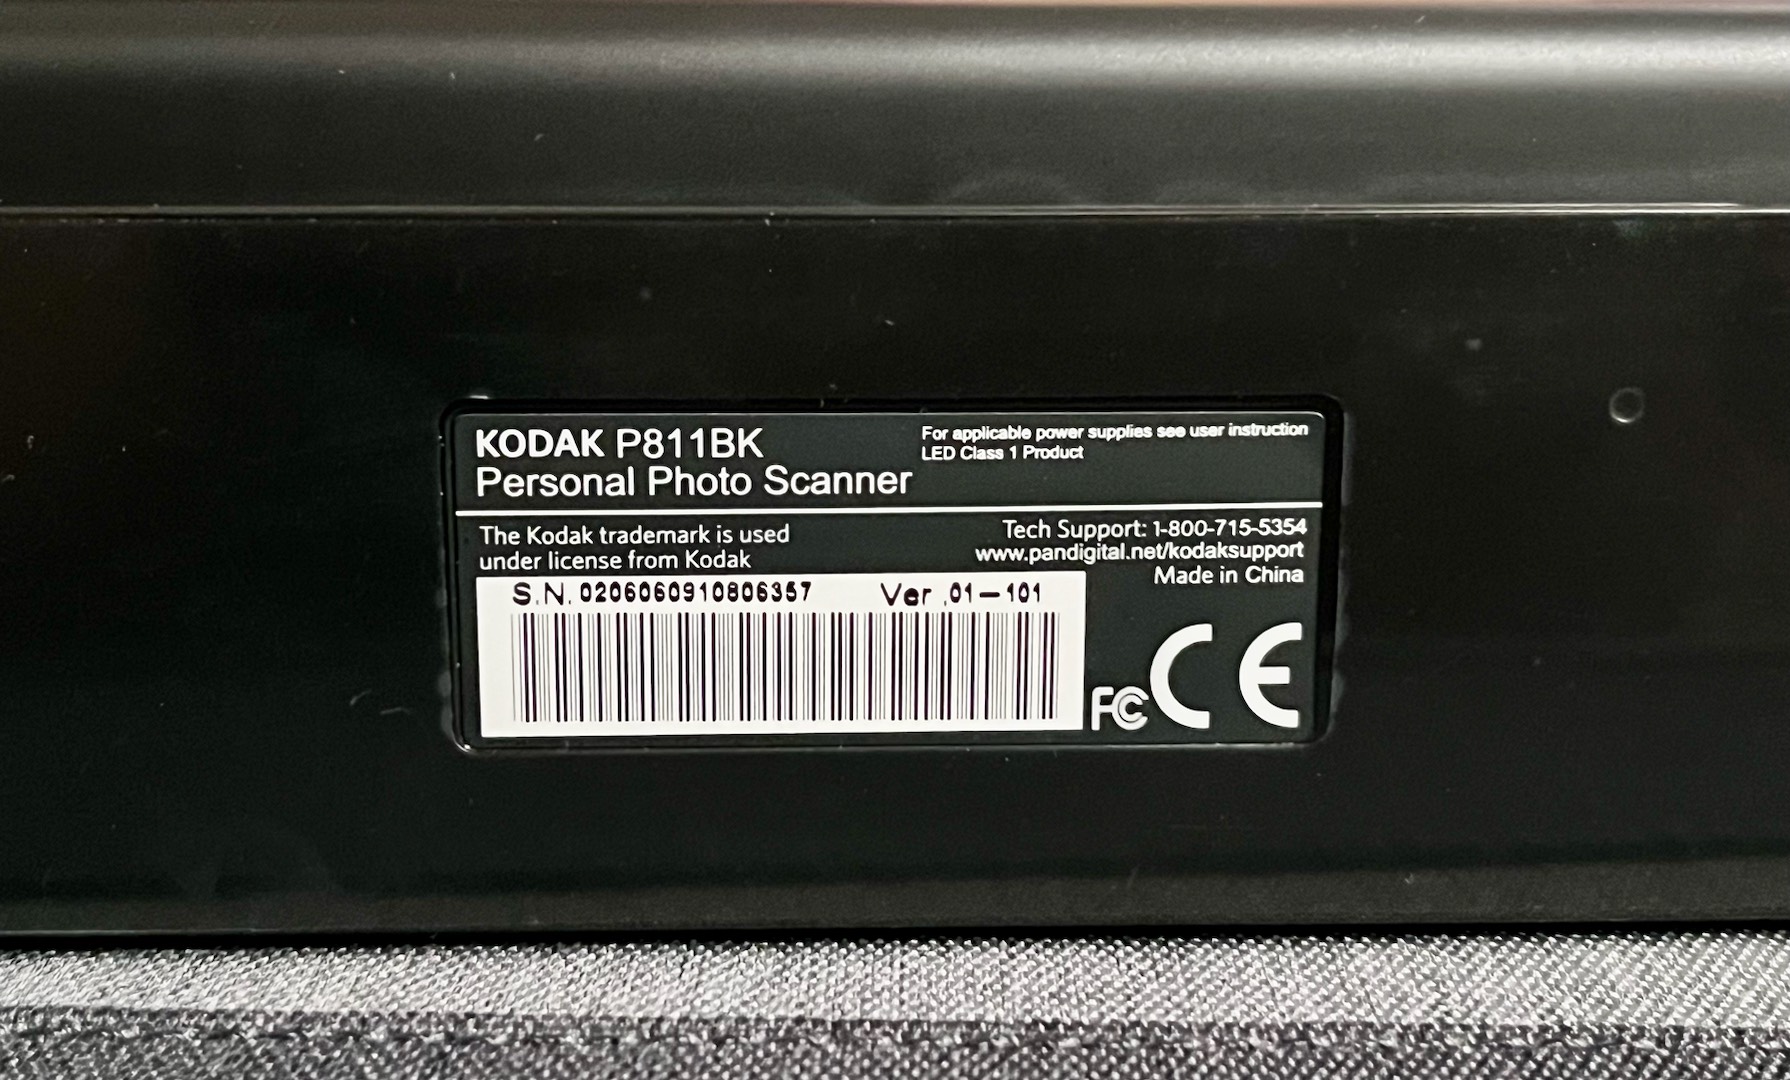 KODAK P811BK
Personal Photo Scanner
For applicable power supplies see user instruction
LED Class 1 Product
The Kodak trademark is used
under license from Kodak
Tech Support: 1-800-715-5354
www.pandigital.net/kodaksupport
Made in China
S.N. 0206060910806357 Ver .01-101
FC CE